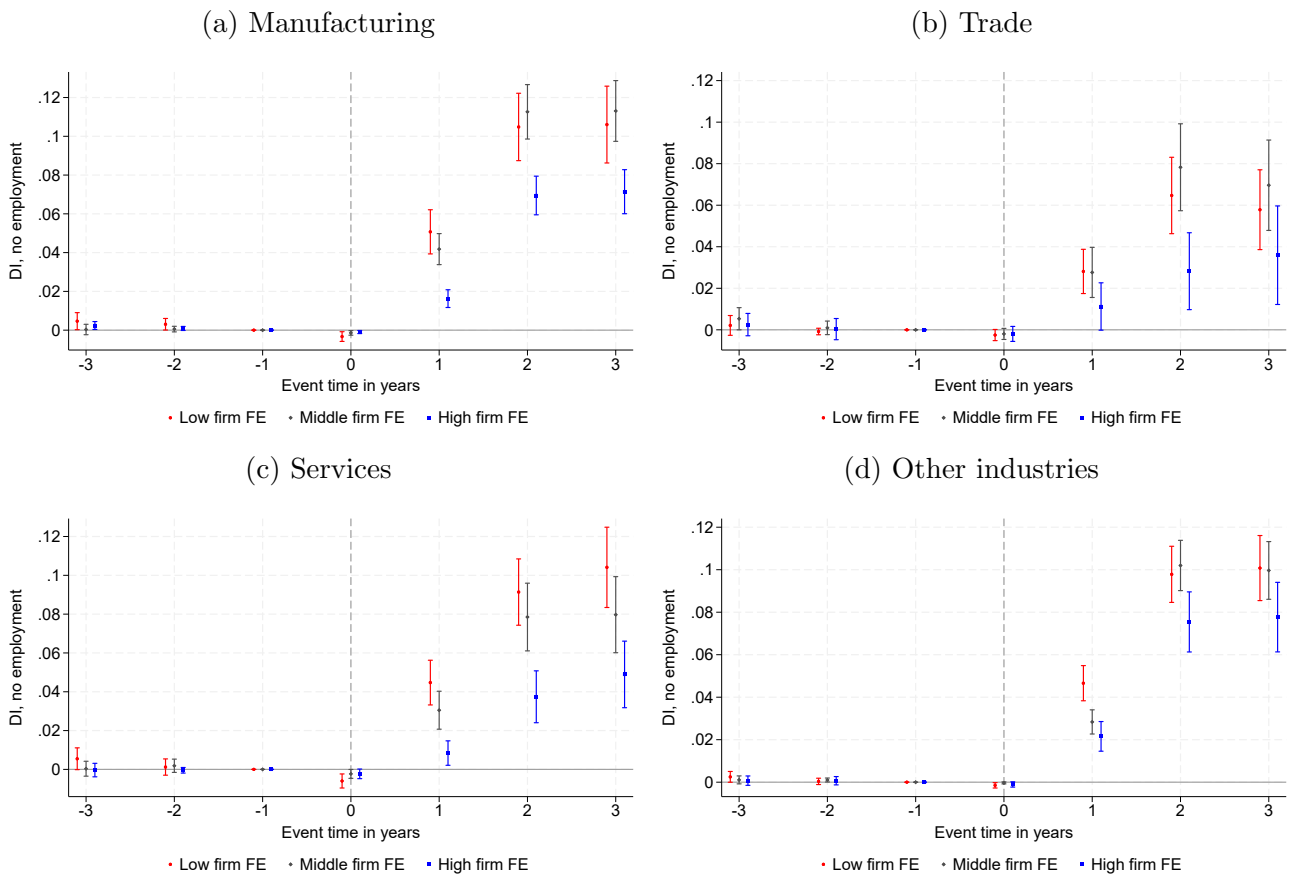 (a) Manufacturing
DI, no employment
.12
.1
.08
.06
.04
.02
0
-3 -2 -1 0 1 2 3
Event time in years
Low firm FE Middle firm FE High firm FE
(b) Trade
DI, no employment
.12
.1
.08
.06
.04
.02
0
-3 -2 -1 0 1 2 3
Event time in years
Low firm FE Middle firm FE High firm FE
(c) Services
DI, no employment
.12
.1
.08
.06
.04
.02
0
-3 -2 -1 0 1 2 3
Event time in years
Low firm FE Middle firm FE High firm FE
(d) Other industries
DI, no employment
.12
.1
.08
.06
.04
.02
0
-3 -2 -1 0 1 2 3
Event time in years
Low firm FE Middle firm FE High firm FE